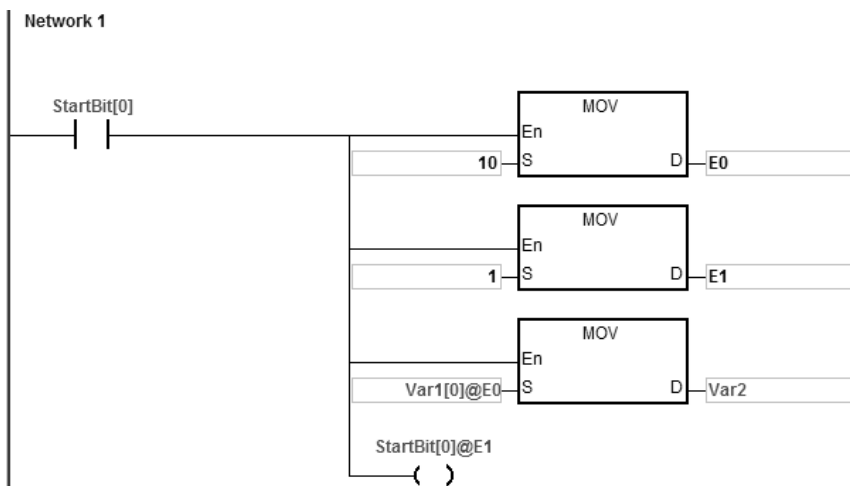 Network 1
StartBit[0]
MOV
En
10 S D E0
MOV
En
1 S D E1
MOV
En
Var1[0]@E0 S D Var2
StartBit[0]@E1